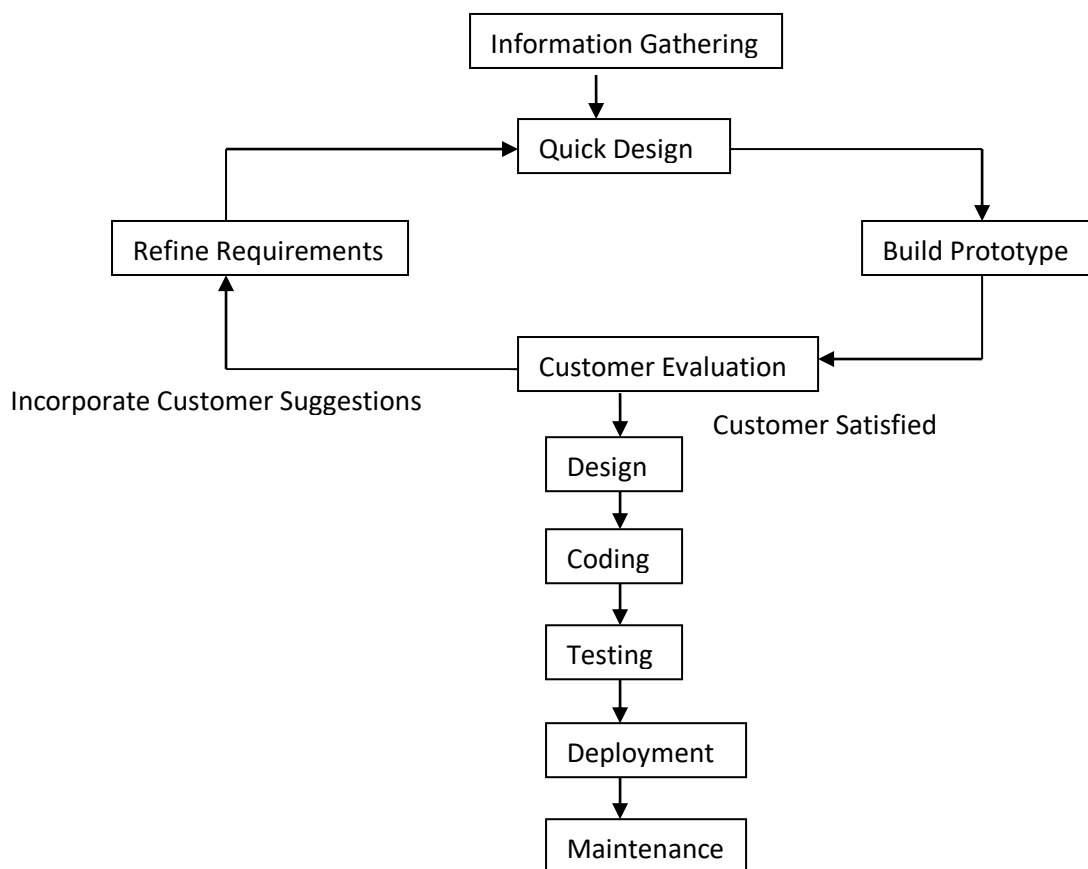 Information Gathering
Quick Design
Refine Requirements
Build Prototype
Customer Evaluation
Incorporate Customer Suggestions
Customer Satisfied
Design
Coding
Testing
Deployment
Maintenance